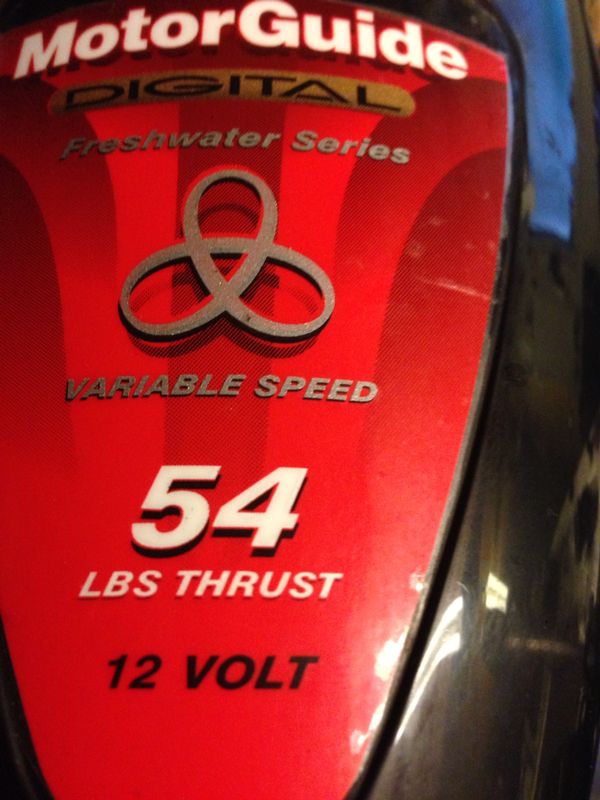 MotorGuide
DIGITAL
Freshwater Series
VARIABLE SPEED
54
LBS THRUST
12 VOLT